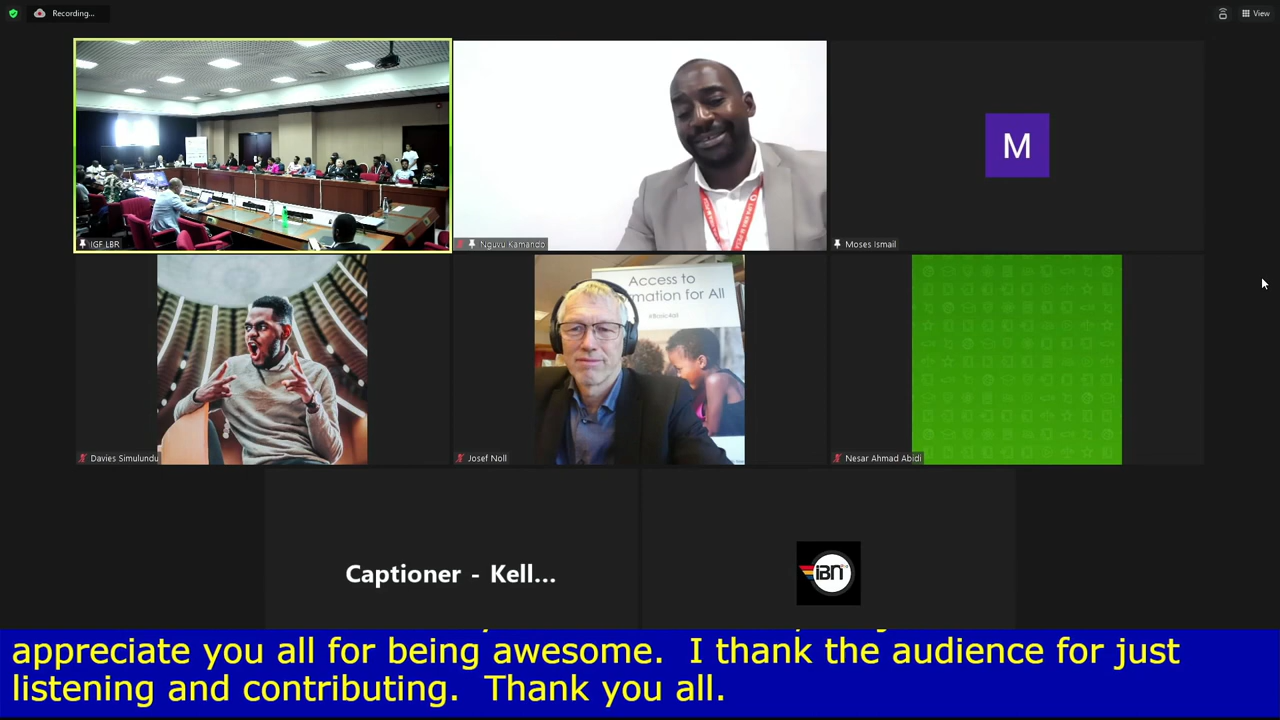 Recording...
View
IGF LBR
Nguvu Kamando
M
Moses Ismail
Access to
rmation for All
Davies Simulundu
Josef Noll
Nesar Ahmad Abidi
Captioner - Kell...
iBN
appreciate you all for being awesome.  I thank the audience for just
listening and contributing.  Thank you all.